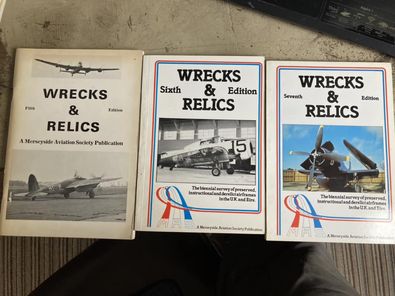 WRECKS
&
Fifth Edition
RELICS
A Merseyside Aviation Society Publication
WRECKS
Sixth & Edition
RELICS
The biennial survey of preserved,
instructional and derelict airframes
in the U.K. and Eire.
A Merseyside Aviation Society Publication
WRECKS
Seventh & Edition
RELICS
The biennial survey of preserved,
instructional and derelict airframes
in the U.K. and Eire.
A Merseyside Aviation Society Publication